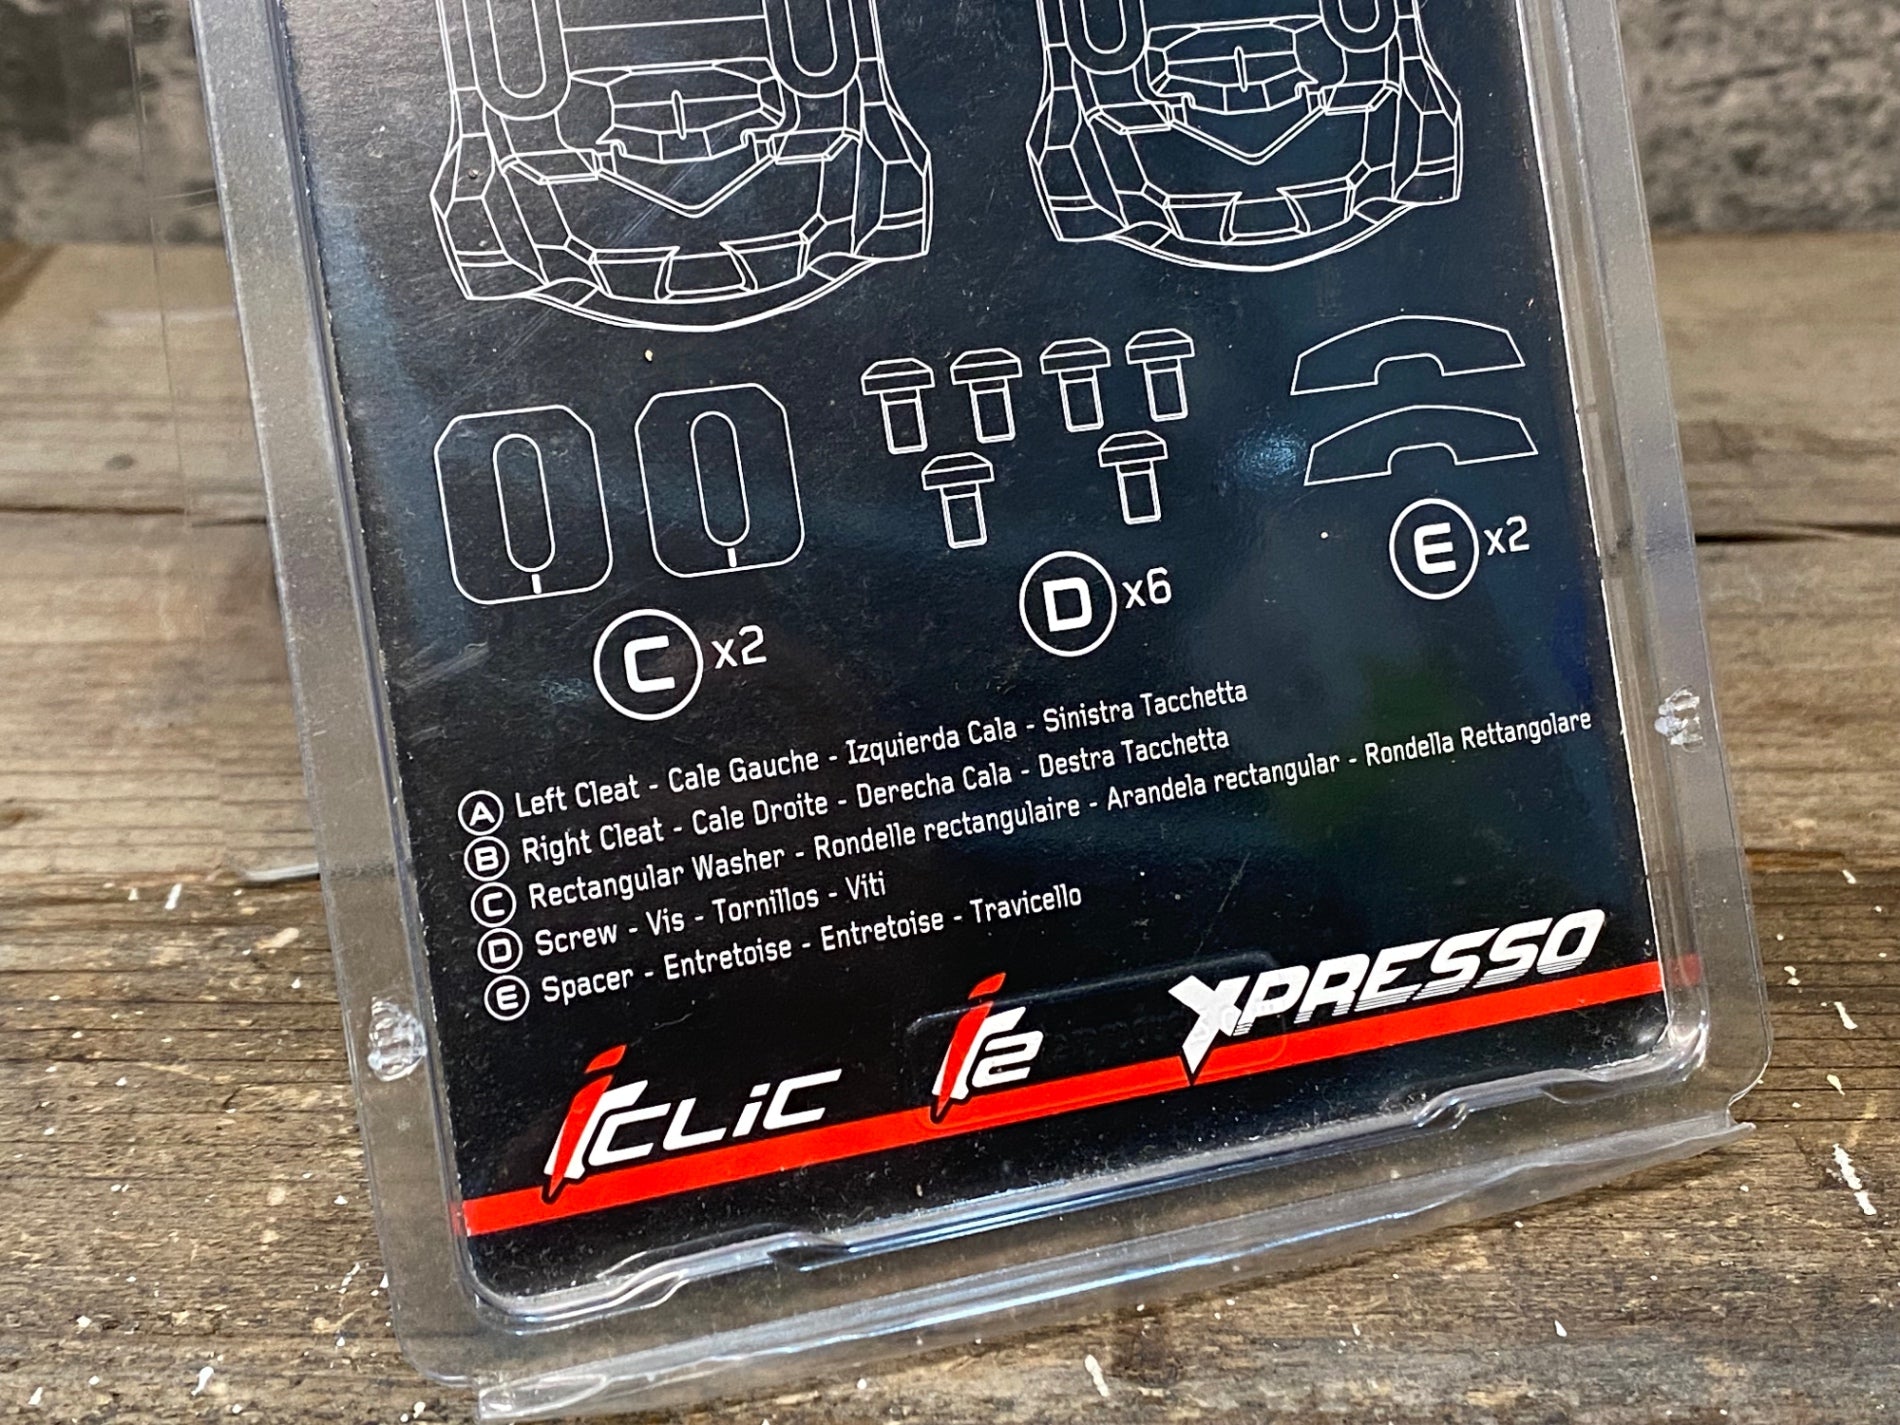 C x2
D x6
E x2
A Left Cleat - Cale Gauche - Izquierda Cala - Sinistra Tacchetta
B Right Cleat - Cale Droite - Derecha Cala - Destra Tacchetta
C Rectangular Washer - Rondelle rectangulaire - Arandela rectangular - Rondella Rettangolare
D Screw - Vis - Tornillos - Viti
E Spacer - Entretoise - Entretoise - Travicello
iCLiC
i2
XPRESSO